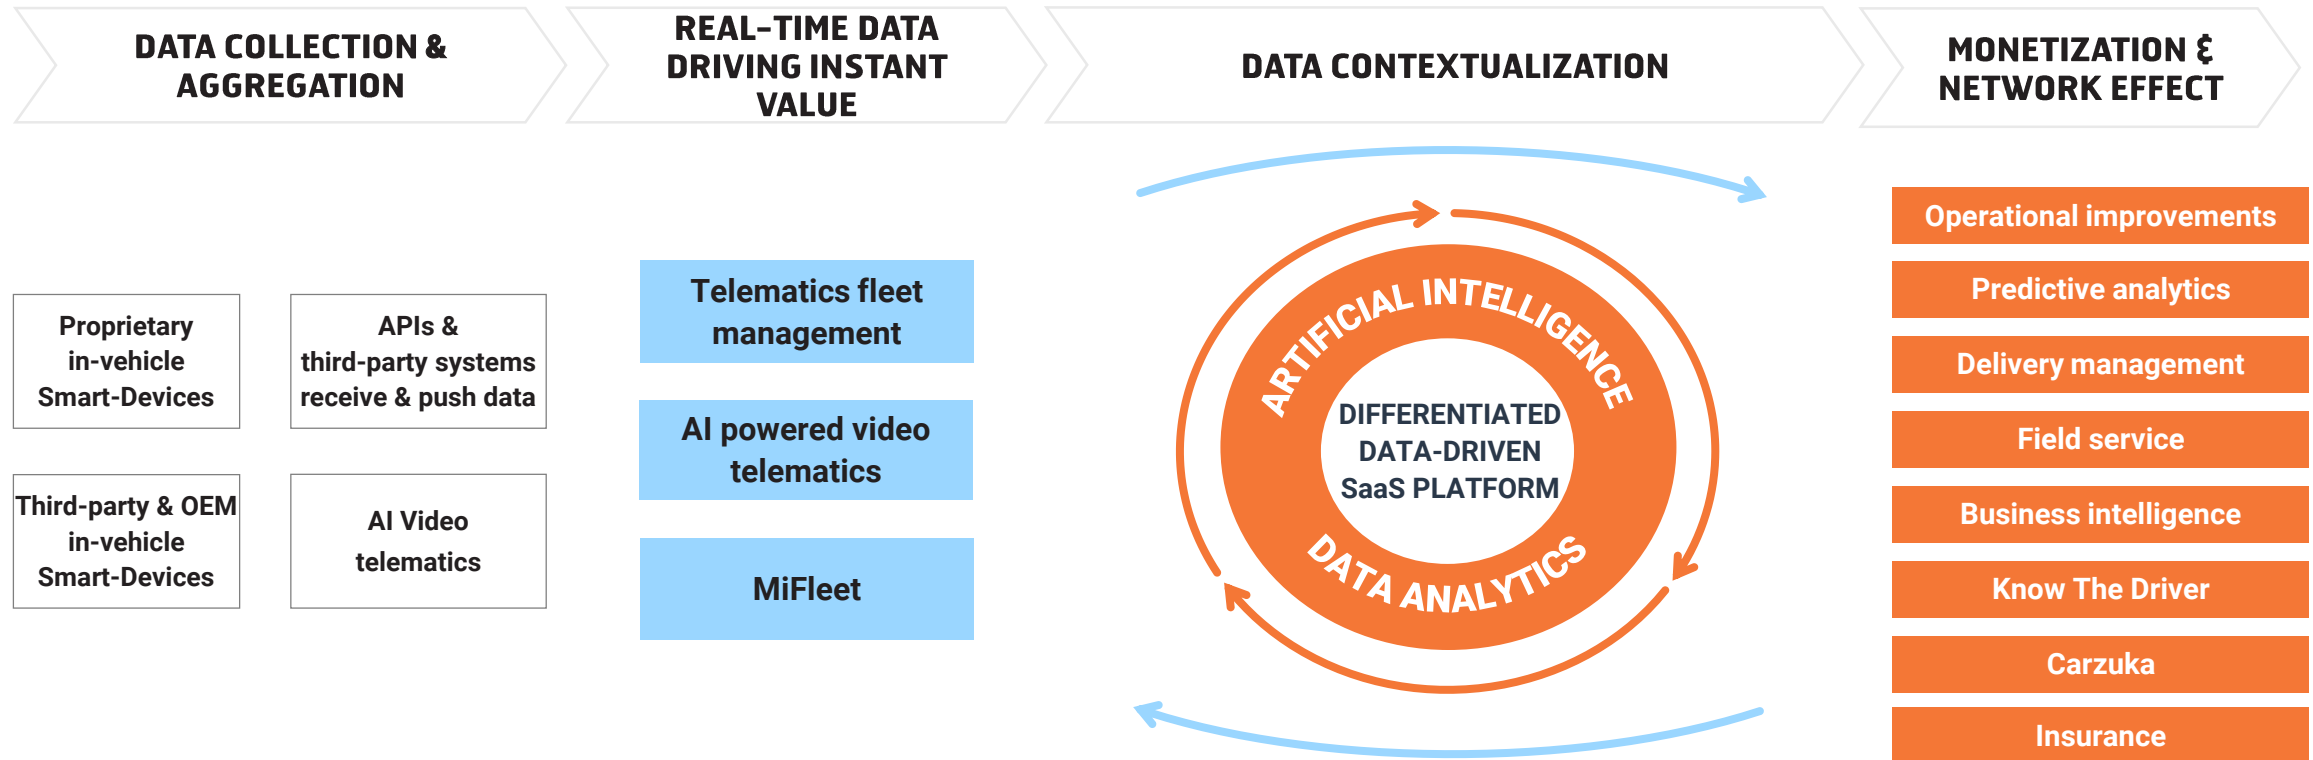 DATA COLLECTION &
AGGREGATION
REAL-TIME DATA
DRIVING INSTANT
VALUE
DATA CONTEXTUALIZATION
MONETIZATION &
NETWORK EFFECT
Proprietary
in-vehicle
Smart-Devices
APIs &
third-party systems
receive & push data
Third-party & OEM
in-vehicle
Smart-Devices
AI Video
telematics
Telematics fleet
management
AI powered video
telematics
MiFleet
ARTIFICIAL INTELLIGENCE
DIFFERENTIATED
DATA-DRIVEN
SaaS PLATFORM
DATA ANALYTICS
Operational improvements
Predictive analytics
Delivery management
Field service
Business intelligence
Know The Driver
Carzuka
Insurance